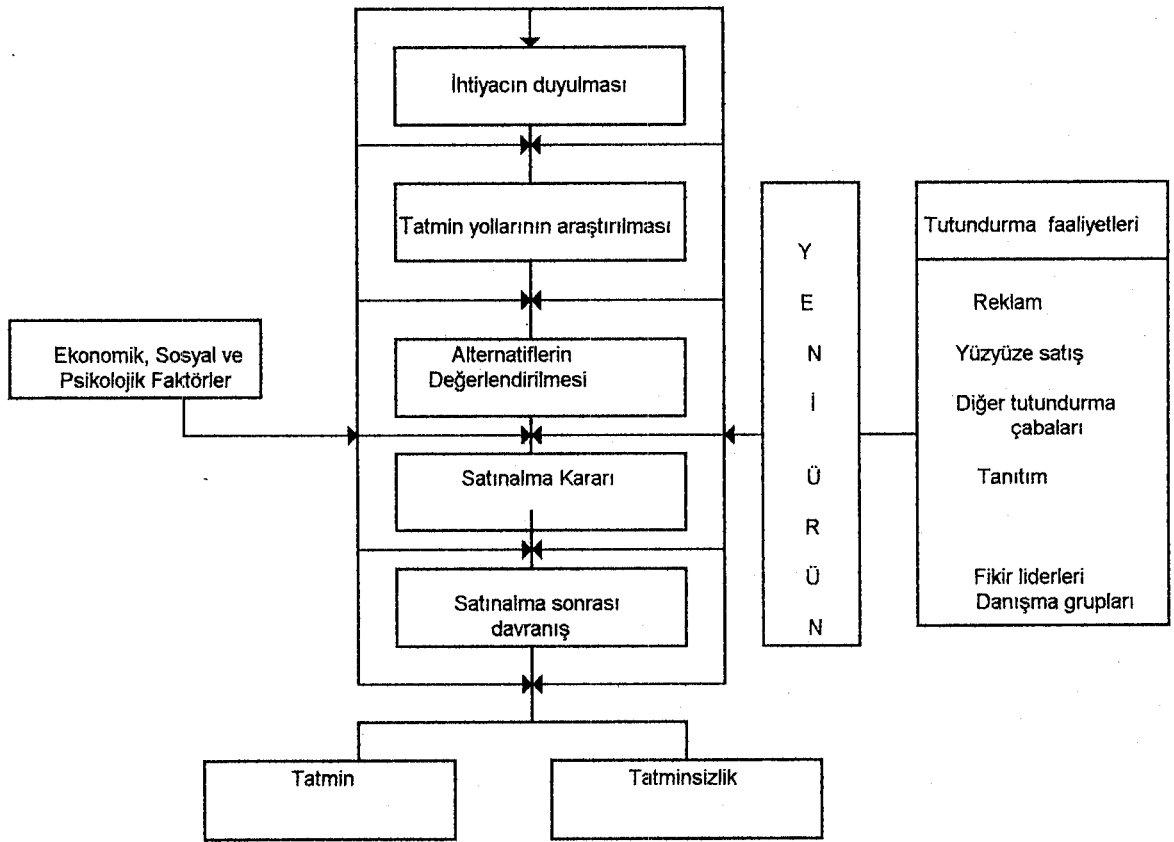 İhtiyacın duyulması
Tatmin yollarının araştırılması
Alternatiflerin
Değerlendirilmesi
Satınalma Kararı
Satınalma sonrası
davranış
Tatmin
Tatminsizlik
Ekonomik, Sosyal ve
Psikolojik Faktörler
Y
E
N
İ
Ü
R
Ü
N
Tutundurma faaliyetleri
Reklam
Yüzyüze satış
Diğer tutundurma
çabaları
Tanıtım
Fikir liderleri
Danışma grupları